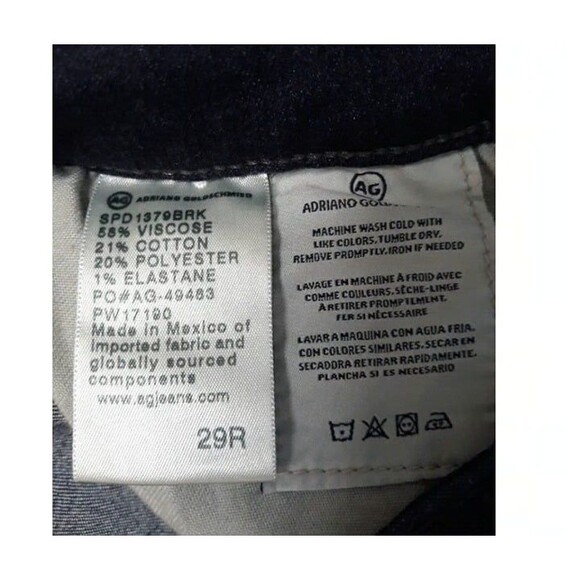 AG ADRIANO GOLDSCHMIED
SPD1379BRK
58% VISCOSE
21% COTTON
20% POLYESTER
1% ELASTANE
PO#AG-49483
PW17190
Made in Mexico of
imported fabric and
globally sourced
components
www.agjeans.com
29R
AG
ADRIANO
MACHINE WASH COLD WITH
LIKE COLORS. TUMBLE DRY.
REMOVE PROMPTLY. IRON IF NEEDED
LAVAGE EN MACHINE À FROID AVEC
COMME COULEURS. SÈCHE-LINGE
À RETIRER PROMPTEMENT.
FER SI NÉCESSAIRE
LAVAR A MAQUINA CON AGUA FRIA.
CON COLORES SIMILARES. SECAR EN
SECADORA RETIRAR RAPIDAMENTE.
PLANCHA SI ES NECESARIO